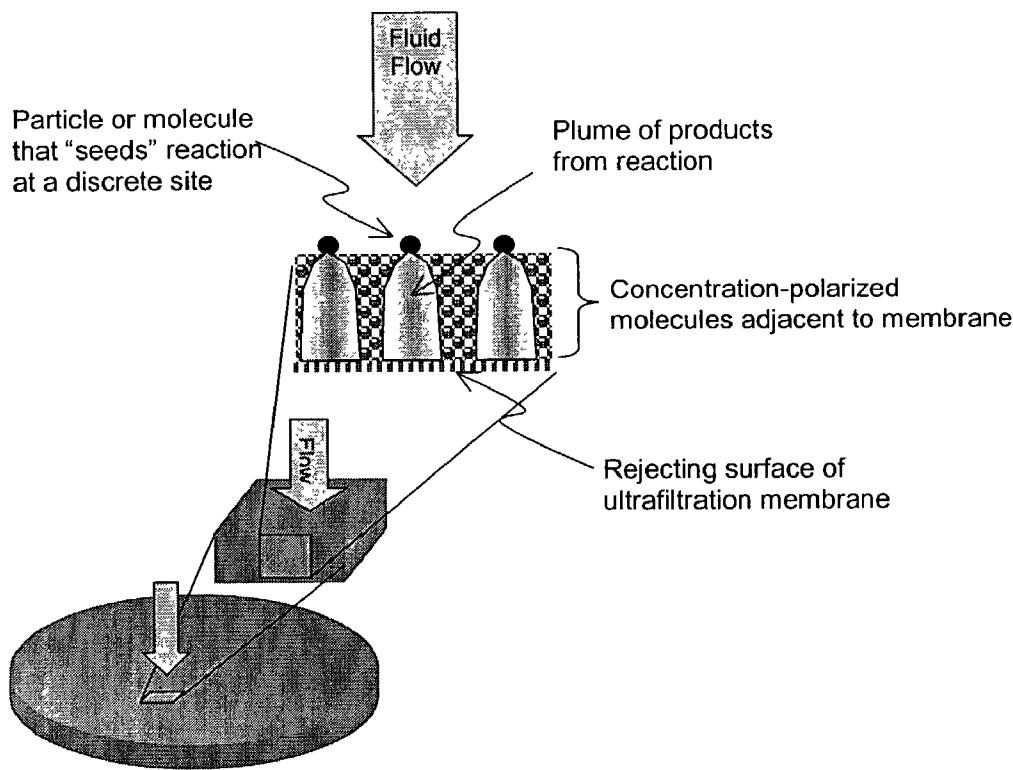 Fluid
Flow
Particle or molecule
that “seeds” reaction
at a discrete site
Plume of products
from reaction
Concentration-polarized
molecules adjacent to membrane
Flow
Rejecting surface of
ultrafiltration membrane